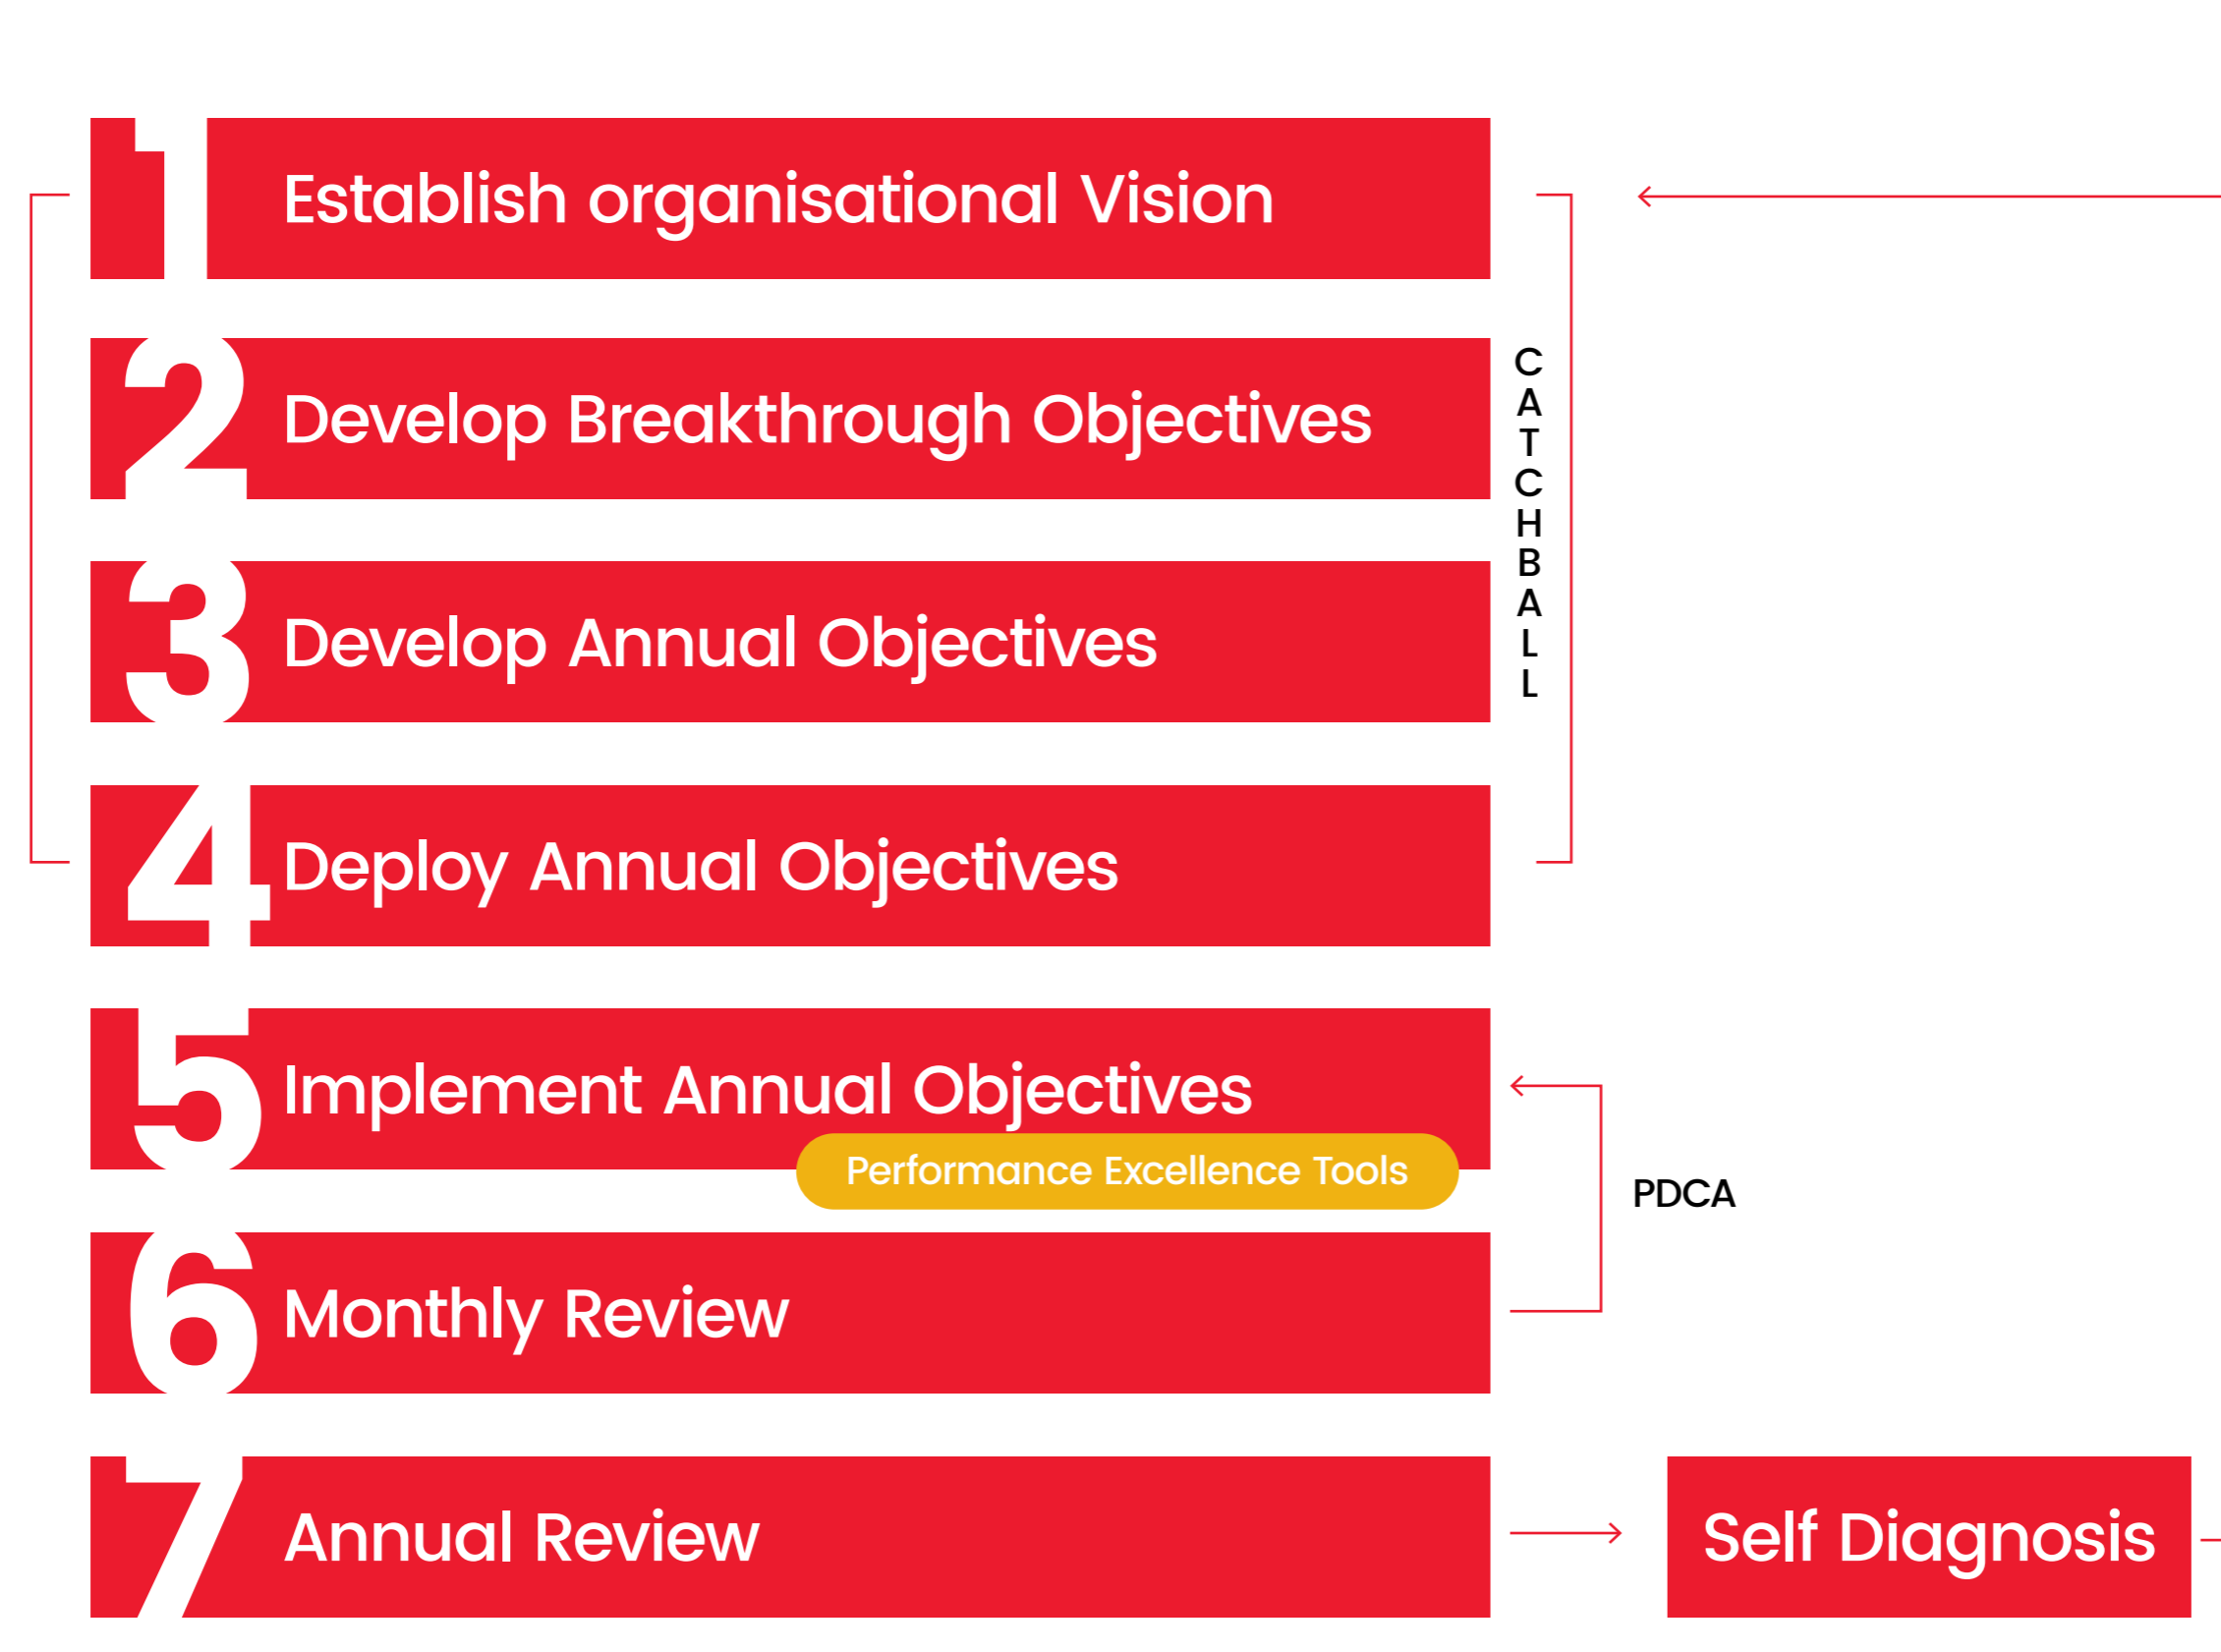 1 Establish organisational Vision
2 Develop Breakthrough Objectives
3 Develop Annual Objectives
4 Deploy Annual Objectives
CATCHBALL
5 Implement Annual Objectives
Performance Excellence Tools
6 Monthly Review
PDCA
7 Annual Review
Self Diagnosis